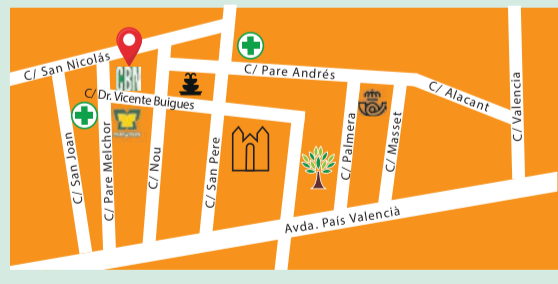 C/ San Nicolás
CBN
C/ Pare Andrés
C/ Alacant
C/ Valencia
C/ Dr. Vicente Buigues
C/ San Joan
C/ Pare Melchor
C/ Nou
C/ San Pere
C/ Palmera
C/ Masset
Avda. País Valencià